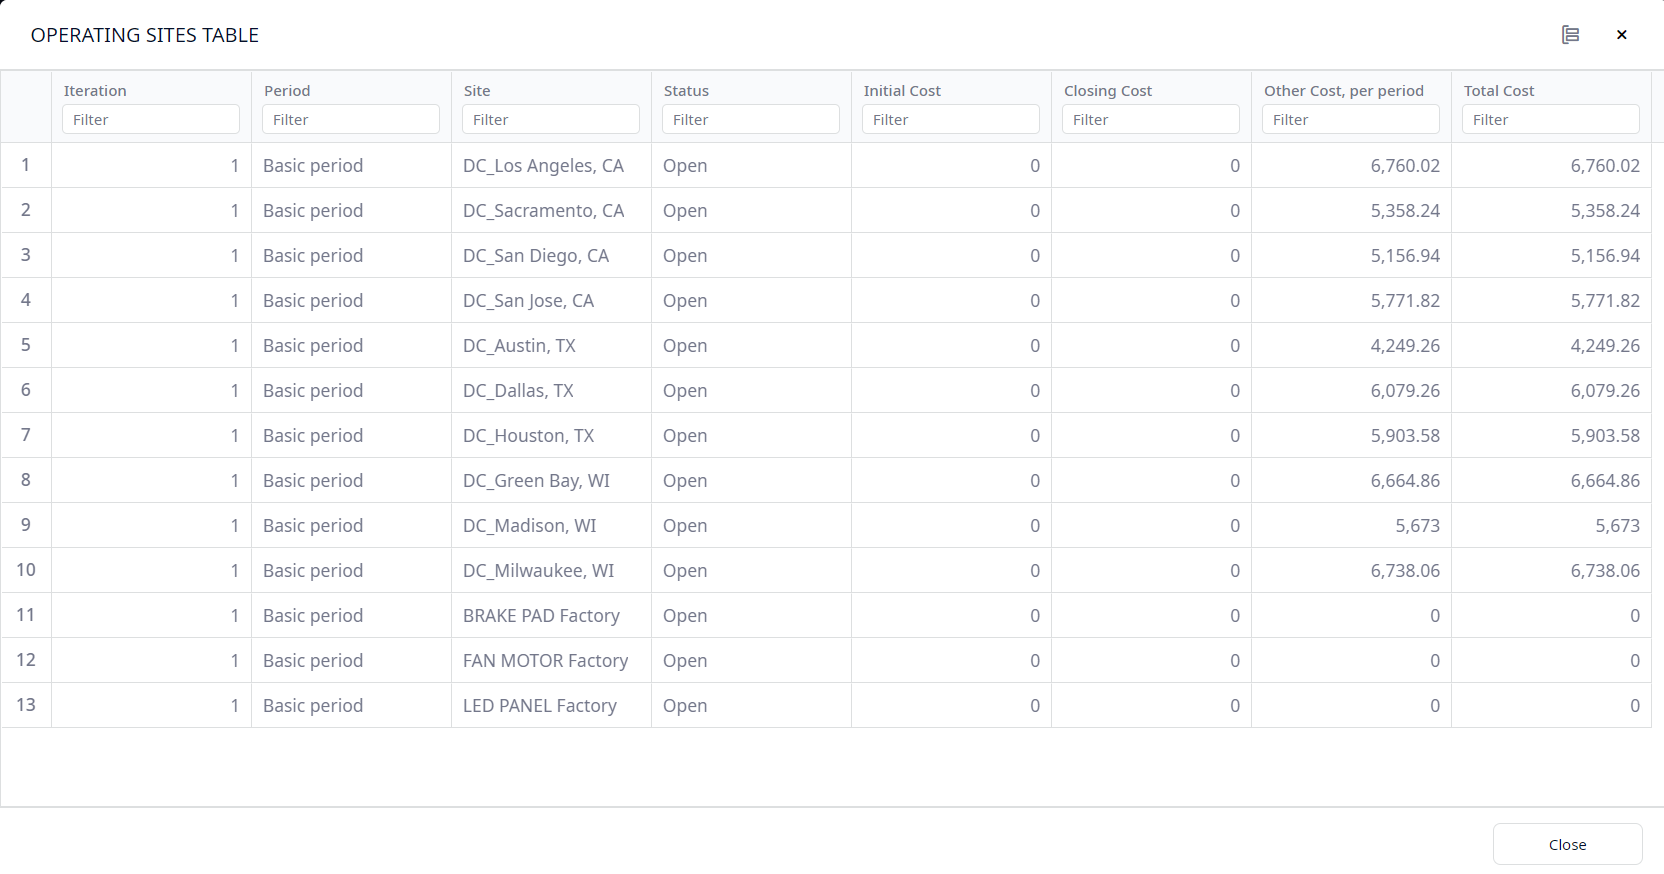 OPERATING SITES TABLE
Iteration Period Site Status Initial Cost Closing Cost Other Cost, per period Total Cost
Filter Filter Filter Filter Filter Filter Filter Filter
1 1 Basic period DC_Los Angeles, CA Open 0 0 6,760.02 6,760.02
2 1 Basic period DC_Sacramento, CA Open 0 0 5,358.24 5,358.24
3 1 Basic period DC_San Diego, CA Open 0 0 5,156.94 5,156.94
4 1 Basic period DC_San Jose, CA Open 0 0 5,771.82 5,771.82
5 1 Basic period DC_Austin, TX Open 0 0 4,249.26 4,249.26
6 1 Basic period DC_Dallas, TX Open 0 0 6,079.26 6,079.26
7 1 Basic period DC_Houston, TX Open 0 0 5,903.58 5,903.58
8 1 Basic period DC_Green Bay, WI Open 0 0 6,664.86 6,664.86
9 1 Basic period DC_Madison, WI Open 0 0 5,673 5,673
10 1 Basic period DC_Milwaukee, WI Open 0 0 6,738.06 6,738.06
11 1 Basic period BRAKE PAD Factory Open 0 0 0 0
12 1 Basic period FAN MOTOR Factory Open 0 0 0 0
13 1 Basic period LED PANEL Factory Open 0 0 0 0
Close